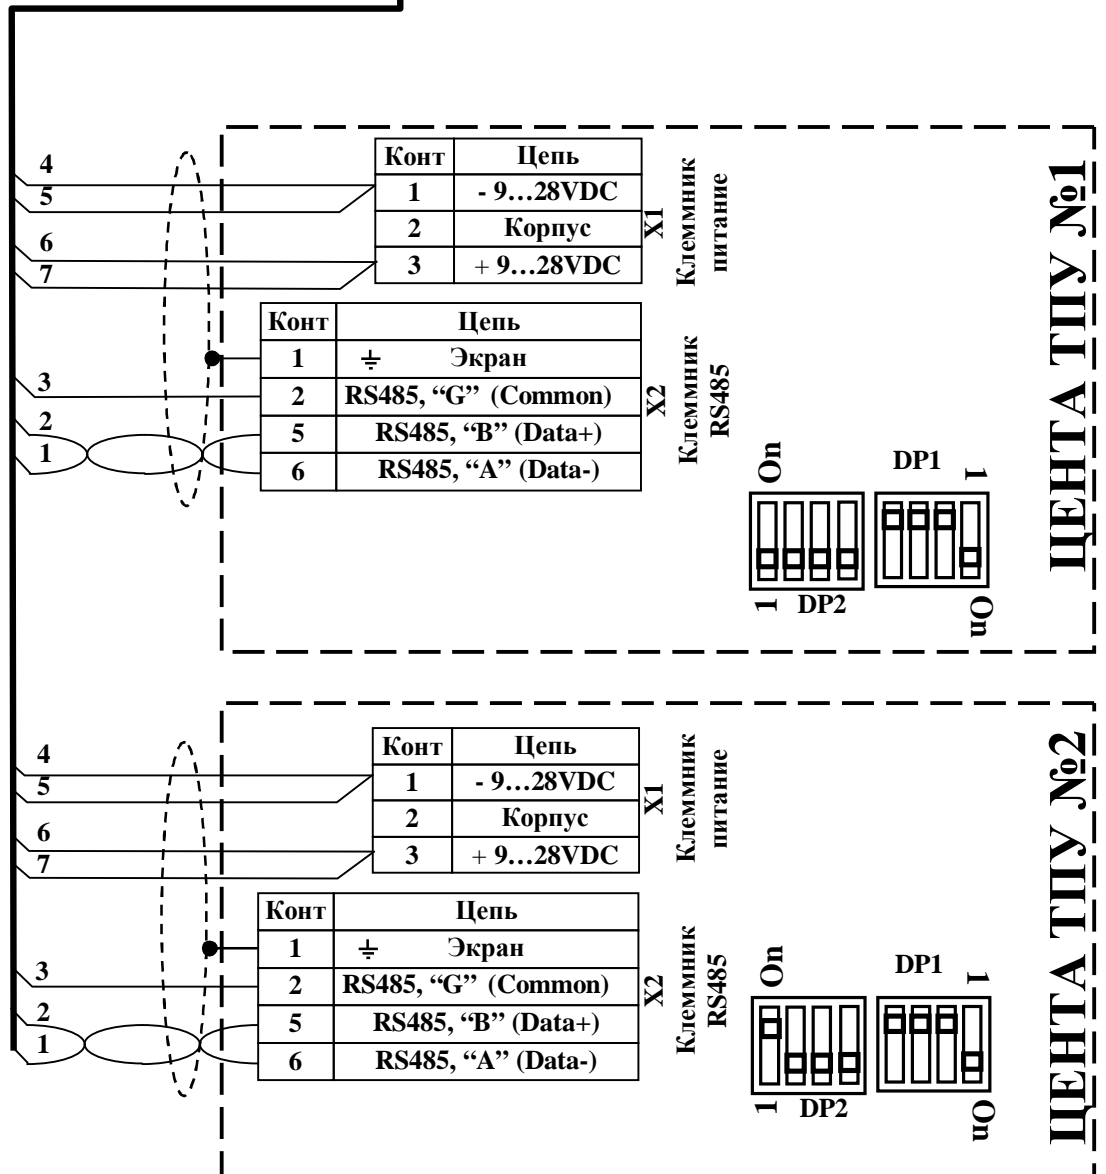 4
5
6
7
3
2
1
Конт Цепь
1 - 9…28VDC
2 Корпус
3 + 9…28VDC
X1
Клеммник
питание
Конт Цепь
1 Экран
2 RS485, “G” (Common)
5 RS485, “B” (Data+)
6 RS485, “A” (Data-)
X2
Клеммник
RS485
On
1 DP2
DP1
1
On
ЦЕНТА ТПУ №1
4
5
6
7
3
2
1
Конт Цепь
1 - 9…28VDC
2 Корпус
3 + 9…28VDC
X1
Клеммник
питание
Конт Цепь
1 Экран
2 RS485, “G” (Common)
5 RS485, “B” (Data+)
6 RS485, “A” (Data-)
X2
Клеммник
RS485
On
1 DP2
DP1
1
On
ЦЕНТА ТПУ №2